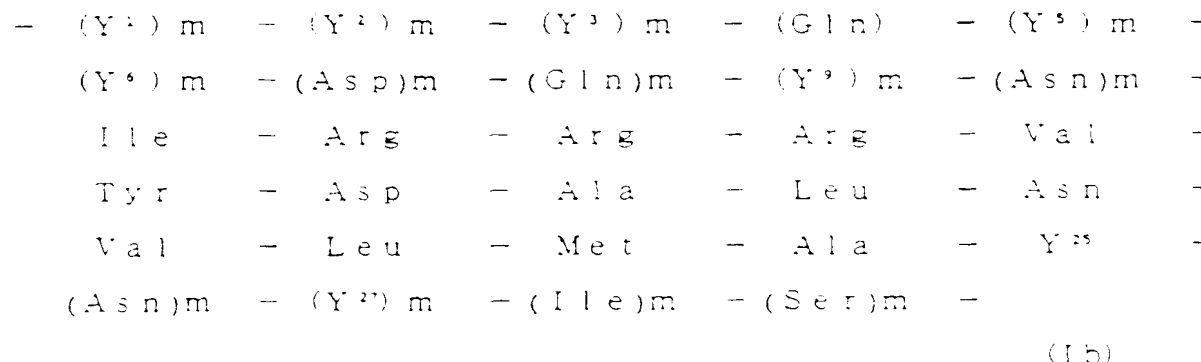 – (Y¹) m – (Y²) m – (Y³) m – (Gln) – (Y⁵) m –
(Y⁶) m – (Asp)m – (Gln)m – (Y⁹) m – (Asn)m –
Ile – Arg – Arg – Arg – Val –
Tyr – Asp – Ala – Leu – Asn –
Val – Leu – Met – Ala – Y²⁵ –
(Asn)m – (Y²⁷) m – (Ile)m – (Ser)m –
(Ib)